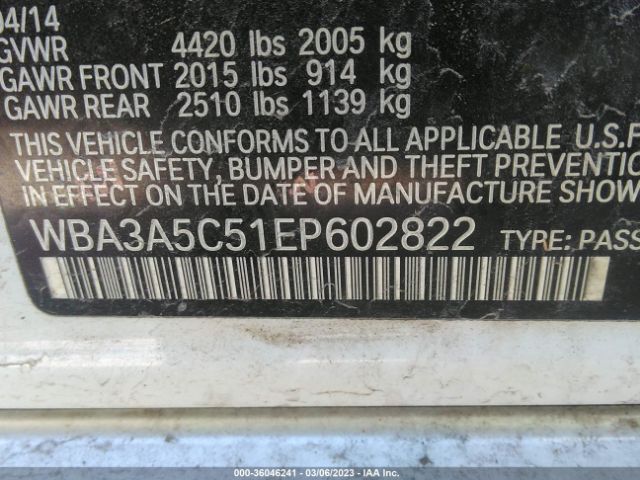 04/14
GVWR 4420 lbs 2005 kg
GAWR FRONT 2015 lbs 914 kg
GAWR REAR 2510 lbs 1139 kg
THIS VEHICLE CONFORMS TO ALL APPLICABLE U.S.F
VEHICLE SAFETY, BUMPER AND THEFT PREVENTIO
IN EFFECT ON THE DATE OF MANUFACTURE SHOW
WBA3A5C51EP602822 TYPE: PASS
000-36046241 - 03/06/2023 - IAA Inc.